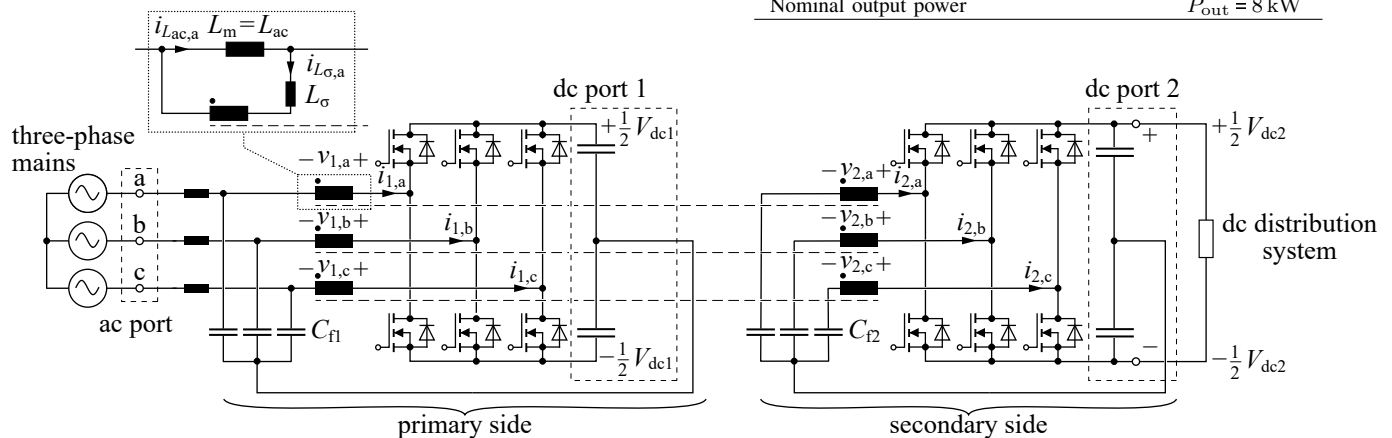 Nominal output power P_out = 8 kW
i_Lac,a L_m = L_ac
i_Lσ,a
L_σ
dc port 1
dc port 2
three-phase
mains
+½ V_dc1
+
+½ V_dc2
a
−v_1,a+
i_1,a
−v_2,a+
i_2,a
b
−v_1,b+
i_1,b
−v_2,b+
i_2,b
dc distribution
system
c
−v_1,c+
i_1,c
−v_2,c+
i_2,c
ac port
C_f1
C_f2
−½ V_dc1
−
−½ V_dc2
primary side
secondary side